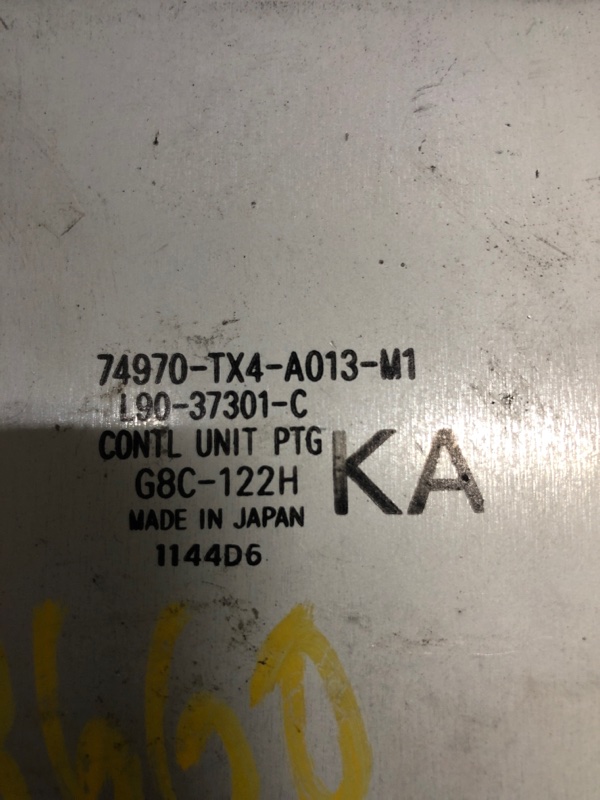 74970-TX4-A013-M1
L90-37301-C
CONTL UNIT PTG
G8C-122H
KA
MADE IN JAPAN
1144D6